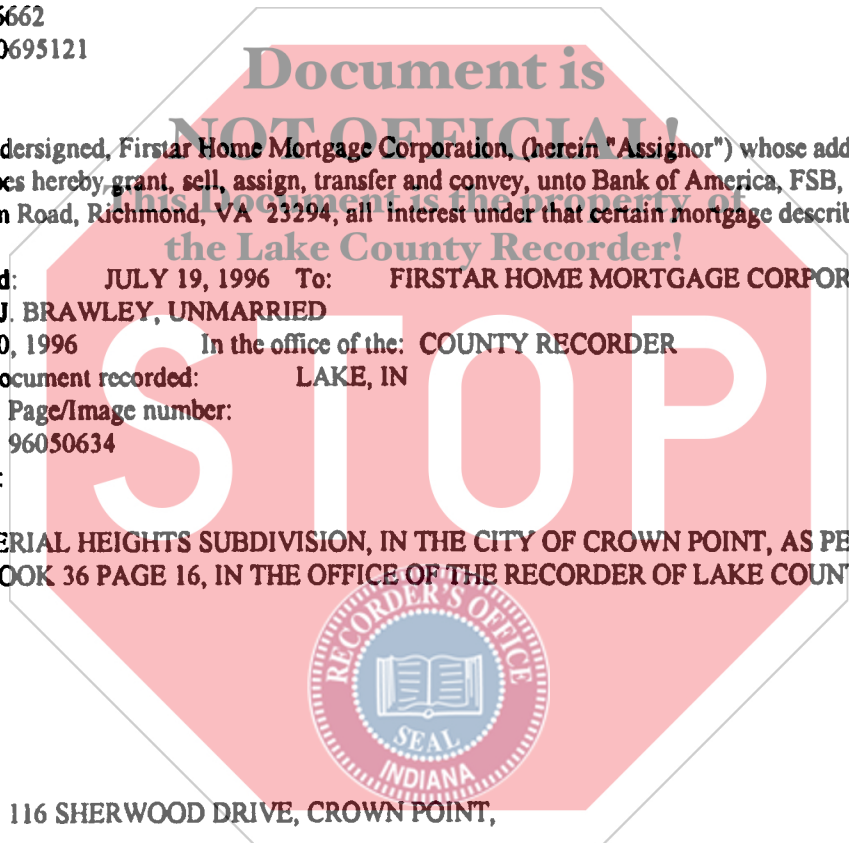 6662
0695121
Document is
NOT OFFICIAL!
dersigned, Firstar Home Mortgage Corporation, (herein "Assignor") whose add
es hereby grant, sell, assign, transfer and convey, unto Bank of America, FSB,
This Document is the property of
n Road, Richmond, VA 23294, all interest under that certain mortgage describ
the Lake County Recorder!
d: JULY 19, 1996 To: FIRSTAR HOME MORTGAGE CORPOR
J. BRAWLEY, UNMARRIED
0, 1996 In the office of the: COUNTY RECORDER
ocument recorded: LAKE, IN
Page/Image number:
96050634
:
STOP
ERIAL HEIGHTS SUBDIVISION, IN THE CITY OF CROWN POINT, AS PE
OOK 36 PAGE 16, IN THE OFFICE OF THE RECORDER OF LAKE COUN
RECORDER'S OFFICE
SEAL
INDIANA
116 SHERWOOD DRIVE, CROWN POINT,